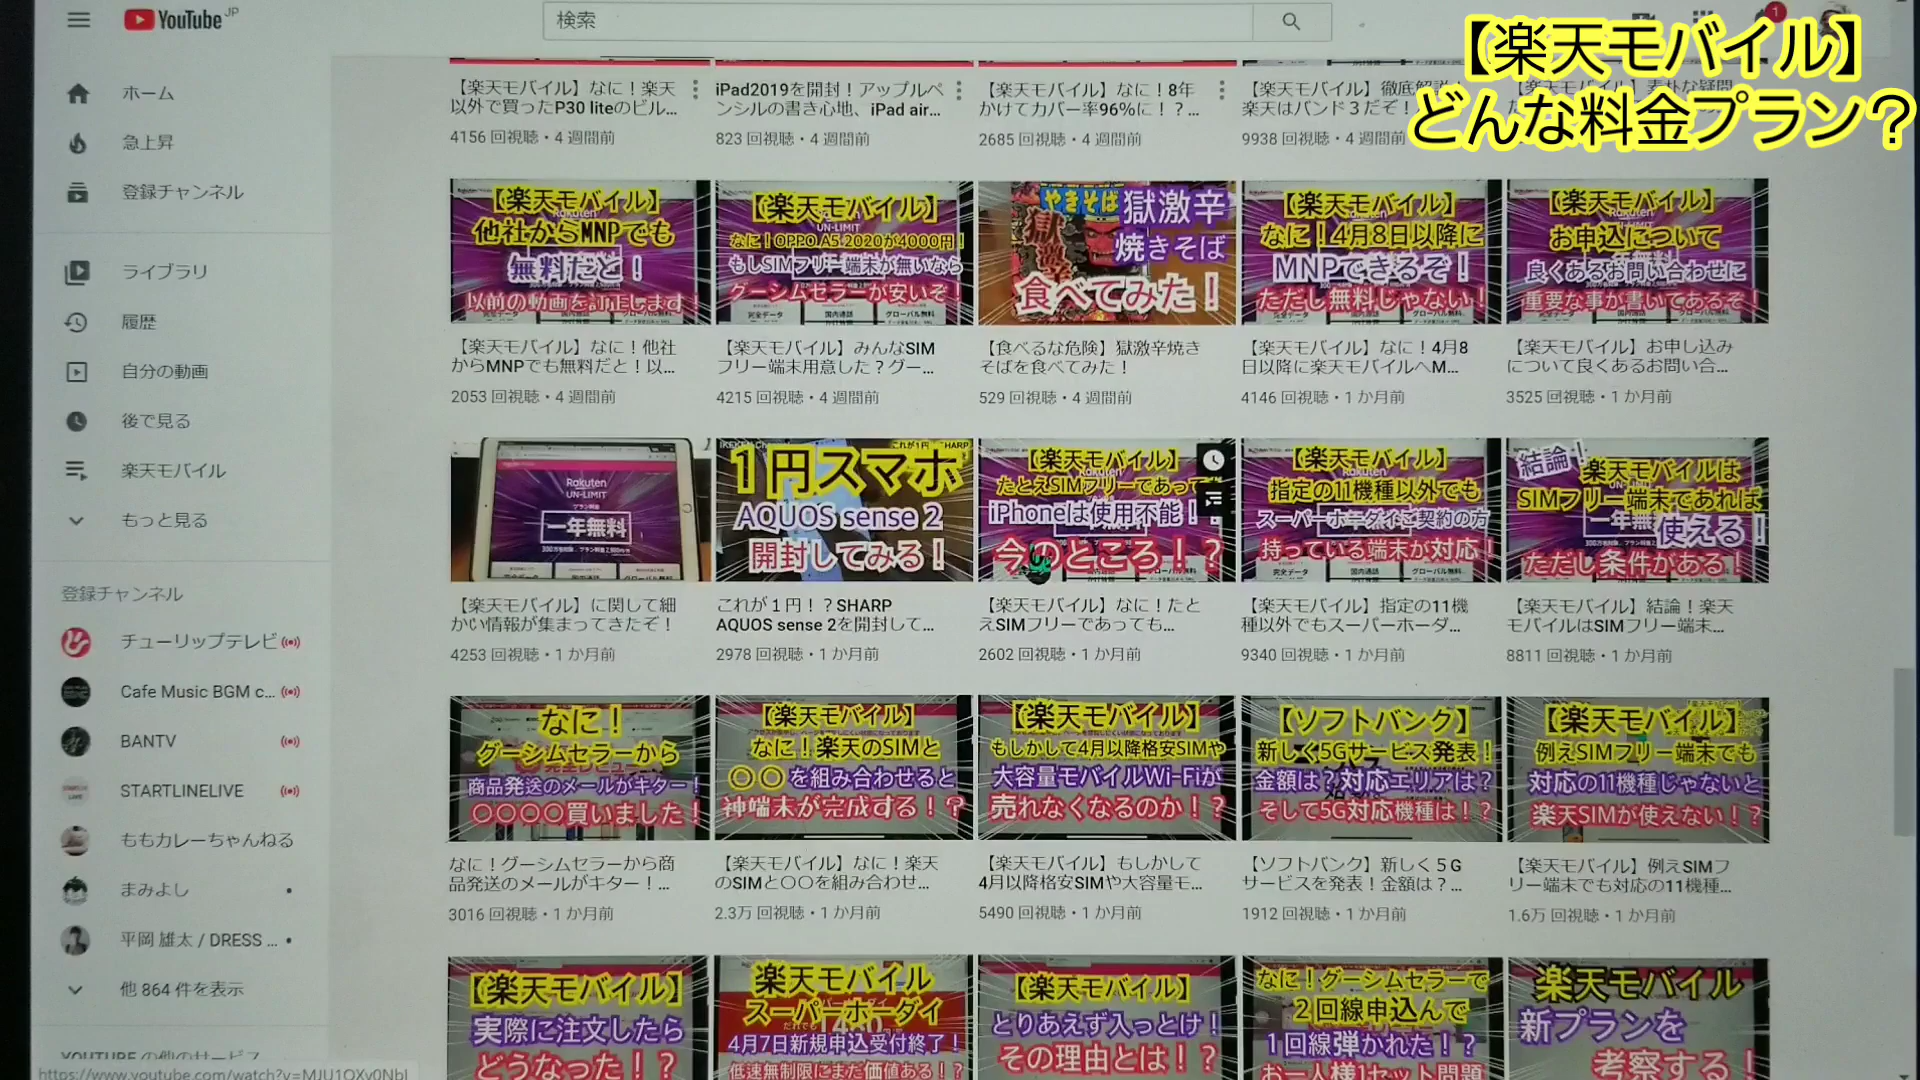 YouTube JP
検索
1
【楽天モバイル】
どんな料金プラン？
ホーム
急上昇
登録チャンネル
ライブラリ
履歴
自分の動画
後で見る
楽天モバイル
もっと見る
登録チャンネル
チューリップテレビ
Cafe Music BGM c...
BANTV
STARTLINELIVE
ももカレーちゃんねる
まみよし
平岡 雄太 / DRESS ...
他 864 件を表示
YOUTUBE の他のサービス
https://www.youtube.com/watch?v=MJU1OXv0NbI
【楽天モバイル】なに！楽天
以外で買ったP30 liteのビル...
4156 回視聴・4 週間前
iPad2019を開封！アップルペ
ンシルの書き心地、iPad air...
823 回視聴・4 週間前
【楽天モバイル】なに！8年
かけてカバー率96%に！？...
2685 回視聴・4 週間前
【楽天モバイル】徹底解説！
楽天はバンド３だぞ！
9938 回視聴・4 週間前
【楽天モバイル】
他社からMNPでも
無料だと！
以前の動画を訂正します！
【楽天モバイル】
なに！OPPO A5 2020が4000円！
もしSIMフリー端末が無いなら
グーシムセラーが安いぞ！
やきそば
獄激辛
焼きそば
食べてみた！
【楽天モバイル】
なに！4月8日以降に
MNPできるぞ！
ただし無料じゃない！
【楽天モバイル】
お申込について
良くあるお問い合わせに
重要な事が書いてあるぞ！
【楽天モバイル】なに！他社
からMNPでも無料だと！以...
2053 回視聴・4 週間前
【楽天モバイル】みんなSIM
フリー端末用意した？グー...
4215 回視聴・4 週間前
【食べるな危険】獄激辛焼き
そばを食べてみた！
529 回視聴・4 週間前
【楽天モバイル】なに！4月8
日以降に楽天モバイルへM...
4146 回視聴・1 か月前
【楽天モバイル】お申し込み
について良くあるお問い合...
3525 回視聴・1 か月前
Rakuten
UN-LIMIT
一年無料
1円スマホ
AQUOS sense 2
開封してみる！
【楽天モバイル】
たとえSIMフリーであって
iPhoneは使用不能！
今のところ！？
【楽天モバイル】
指定の11機種以外でも
スーパーホーダイご契約の方
持っている端末が対応！
結論！
楽天モバイルは
SIMフリー端末であれば
使える！
ただし条件がある！
【楽天モバイル】に関して細
かい情報が集まってきたぞ！
4253 回視聴・1 か月前
これが１円！？SHARP
AQUOS sense 2を開封して...
2978 回視聴・1 か月前
【楽天モバイル】なに！たと
えSIMフリーであっても...
2602 回視聴・1 か月前
【楽天モバイル】指定の11機
種以外でもスーパーホーダ...
9340 回視聴・1 か月前
【楽天モバイル】結論！楽天
モバイルはSIMフリー端末...
8811 回視聴・1 か月前
なに！
グーシムセラーから
商品発送のメールがキター！
〇〇〇〇買いました！
【楽天モバイル】
なに！楽天のSIMと
〇〇を組み合わせると
神端末が完成する！？
【楽天モバイル】
もしかして4月以降格安SIMや
大容量モバイルWi-Fiが
売れなくなるのか！？
【ソフトバンク】
新しく5Gサービス発表！
金額は？対応エリアは？
そして5G対応機種は！？
【楽天モバイル】
例えSIMフリー端末でも
対応の11機種じゃないと
楽天SIMが使えない！？
なに！グーシムセラーから商
品発送のメールがキター！...
3016 回視聴・1 か月前
【楽天モバイル】なに！楽天
のSIMと〇〇を組み合わせ...
2.3万 回視聴・1 か月前
【楽天モバイル】もしかして
4月以降格安SIMや大容量モ...
5490 回視聴・1 か月前
【ソフトバンク】新しく５G
サービスを発表！金額は？...
1912 回視聴・1 か月前
【楽天モバイル】例えSIMフ
リー端末でも対応の11機種...
1.6万 回視聴・1 か月前
【楽天モバイル】
実際に注文したら
どうなった！？
楽天モバイル
スーパーホーダイ
4月7日新規申込受付終了！
低速無制限にまだ価値ある！？
【楽天モバイル】
とりあえず入っとけ！
その理由とは！？
なに！グーシムセラーで
2回線申込んで
1回線弾かれた！？
お一人様1セット問題
楽天モバイル
新プランを
考察する！